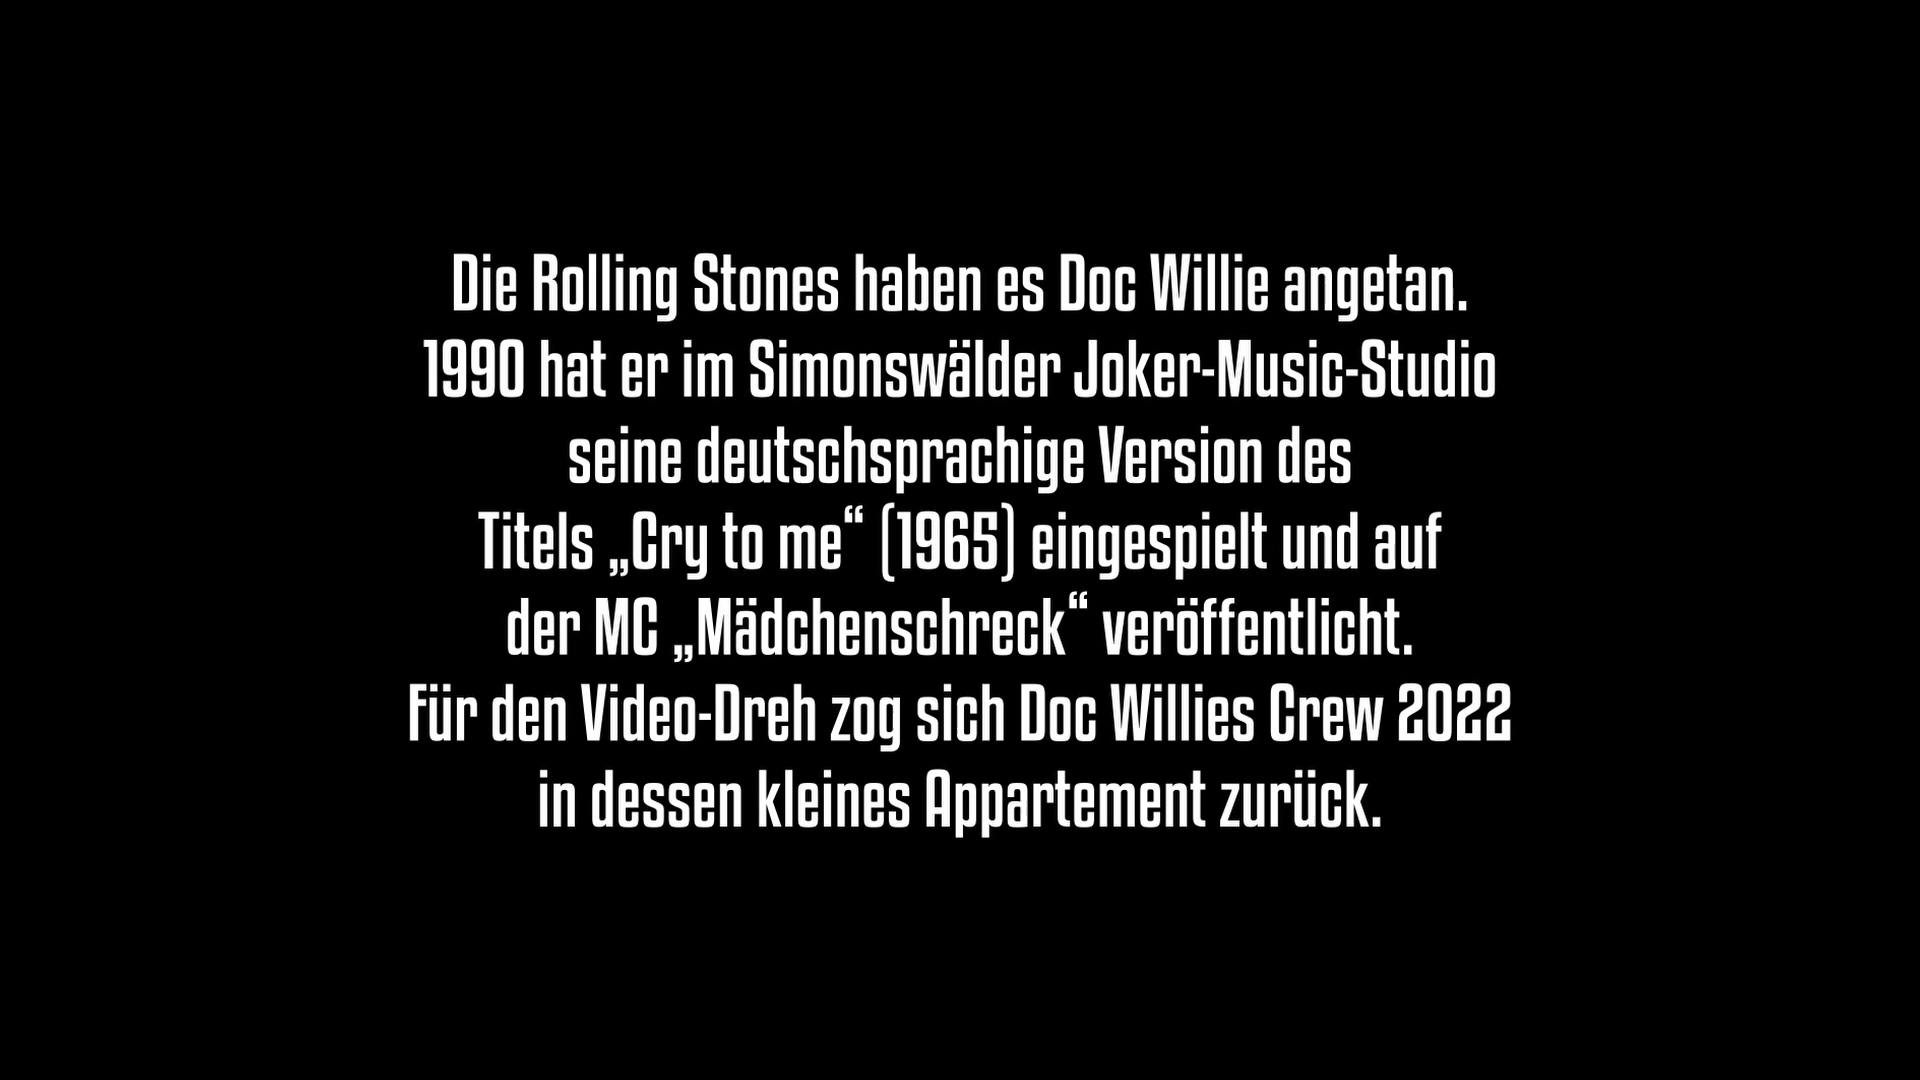 Die Rolling Stones haben es Doc Willie angetan.
1990 hat er im Simonswälder Joker-Music-Studio
seine deutschsprachige Version des
Titels „Cry to me“ (1965) eingespielt und auf
der MC „Mädchenschreck“ veröffentlicht.
Für den Video-Dreh zog sich Doc Willies Crew 2022
in dessen kleines Appartement zurück.